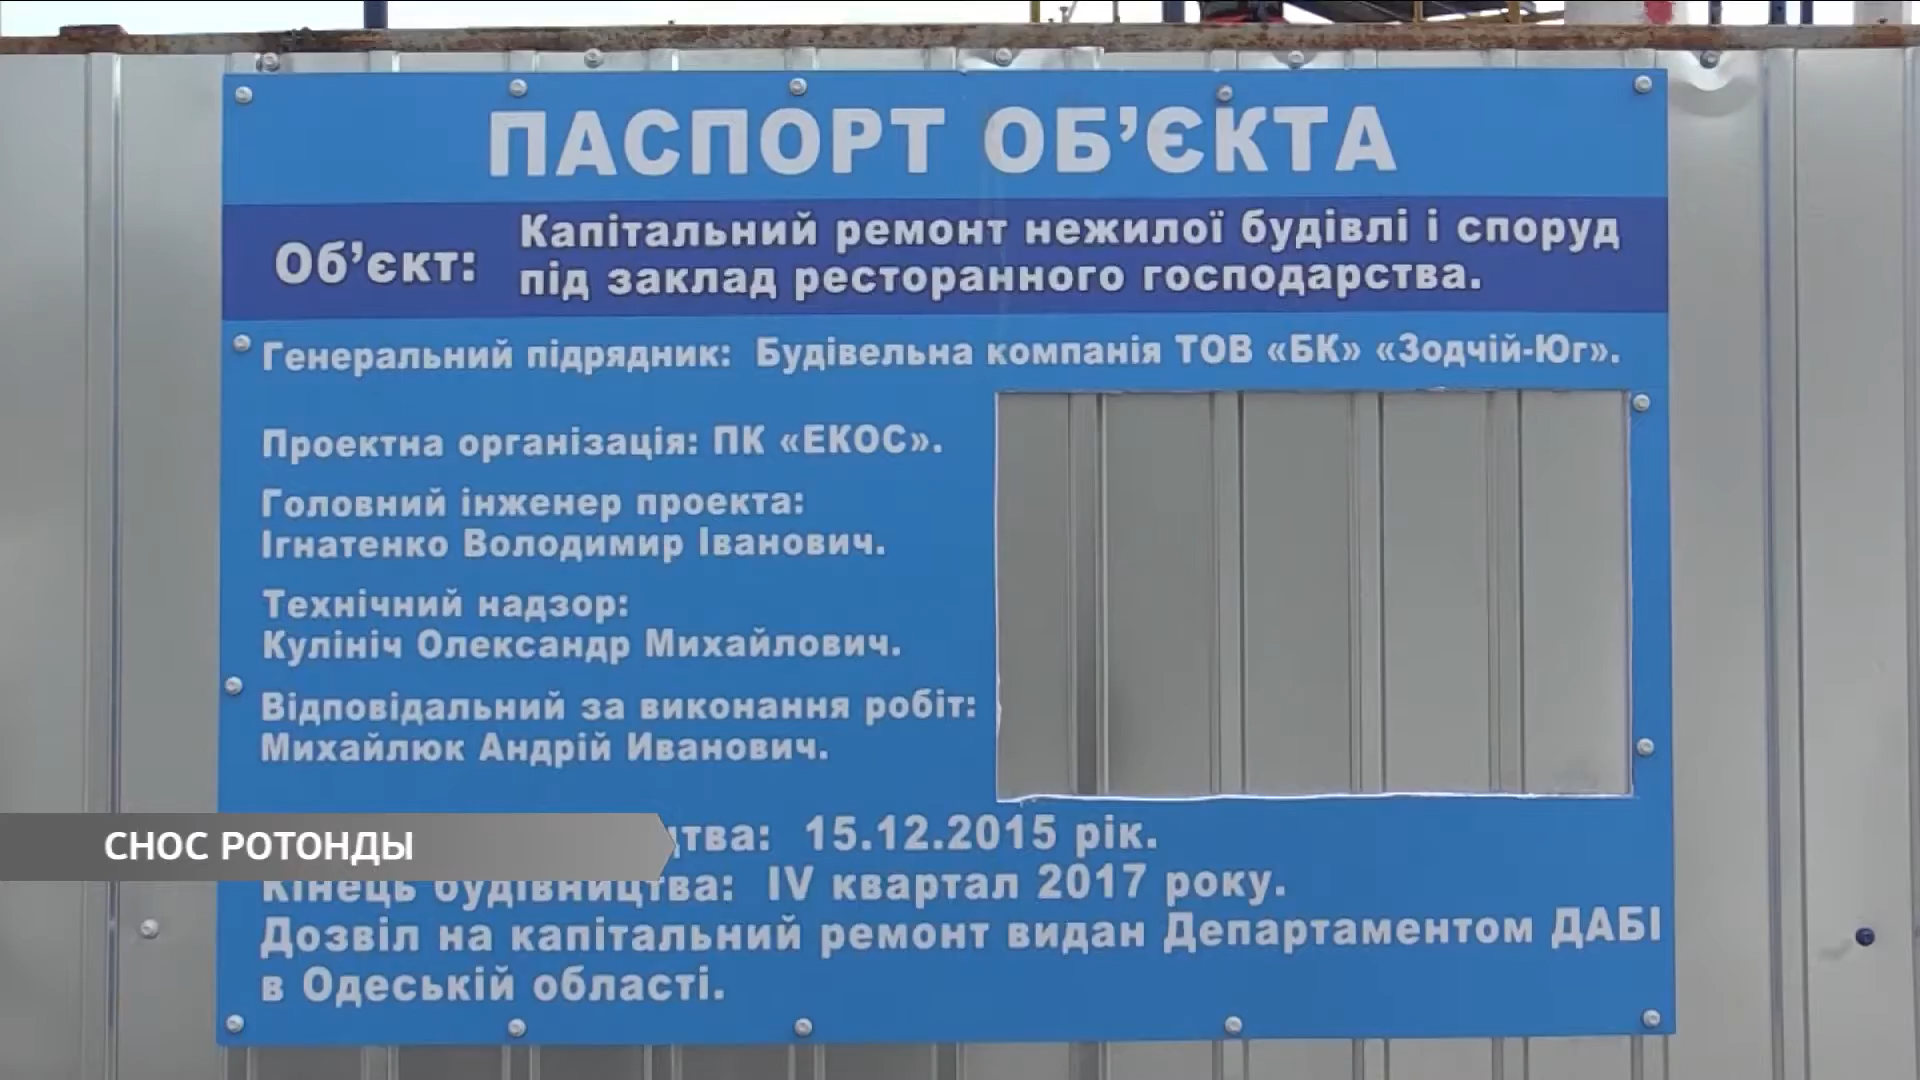 ПАСПОРТ ОБ’ЄКТА
Об’єкт:
Капітальний ремонт нежилої будівлі і споруд
під заклад ресторанного господарства.
Генеральний підрядник: Будівельна компанія ТОВ «БК» «Зодчій-Юг».
Проектна організація: ПК «ЕКОС».
Головний інженер проекта:
Ігнатенко Володимир Іванович.
Технічний надзор:
Кулініч Олександр Михайлович.
Відповідальний за виконання робіт:
Михайлюк Андрій Иванович.
СНОС РОТОНДЫ
тва: 15.12.2015 рік.
Кінець будівництва: IV квартал 2017 року.
Дозвіл на капітальний ремонт видан Департаментом ДАБІ
в Одеській області.